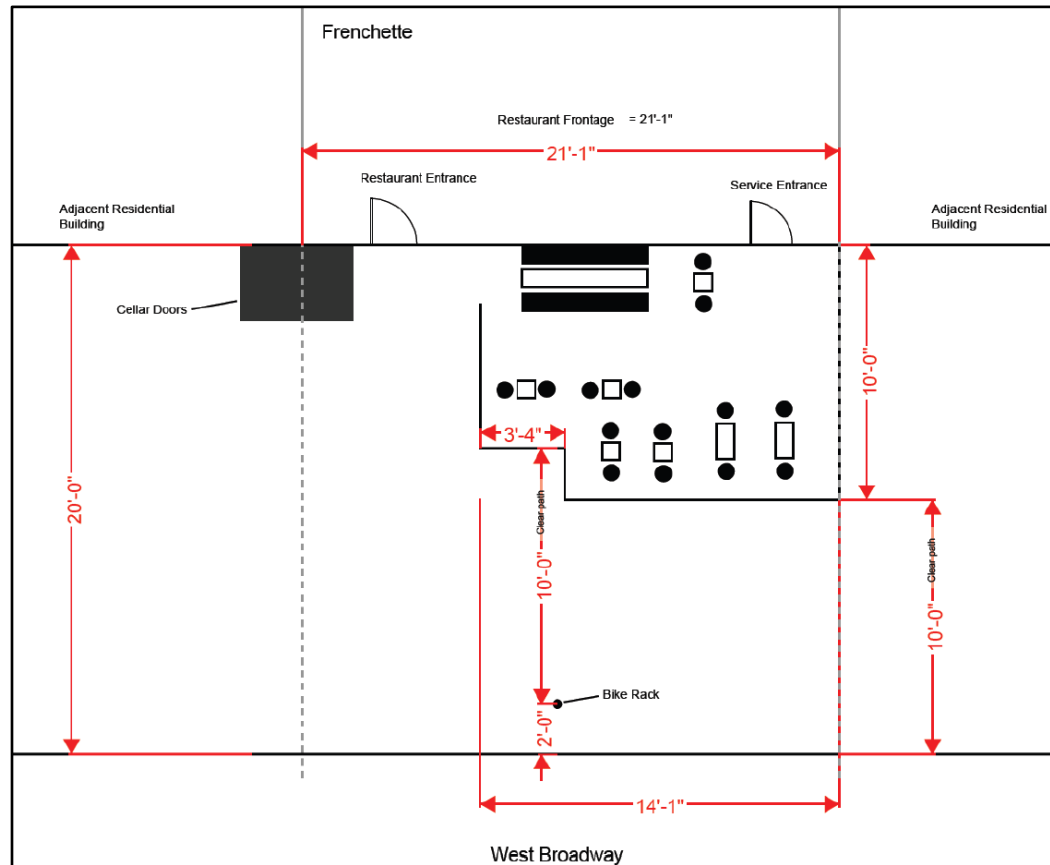 Frenchette
Restaurant Frontage = 21'-1"
21'-1"
Restaurant Entrance
Service Entrance
Adjacent Residential
Building
Adjacent Residential
Building
Cellar Doors
10'-0"
3'-4"
20'-0"
Clear path
10'-0"
Clear path
10'-0"
Bike Rack
2'-0"
14'-1"
West Broadway